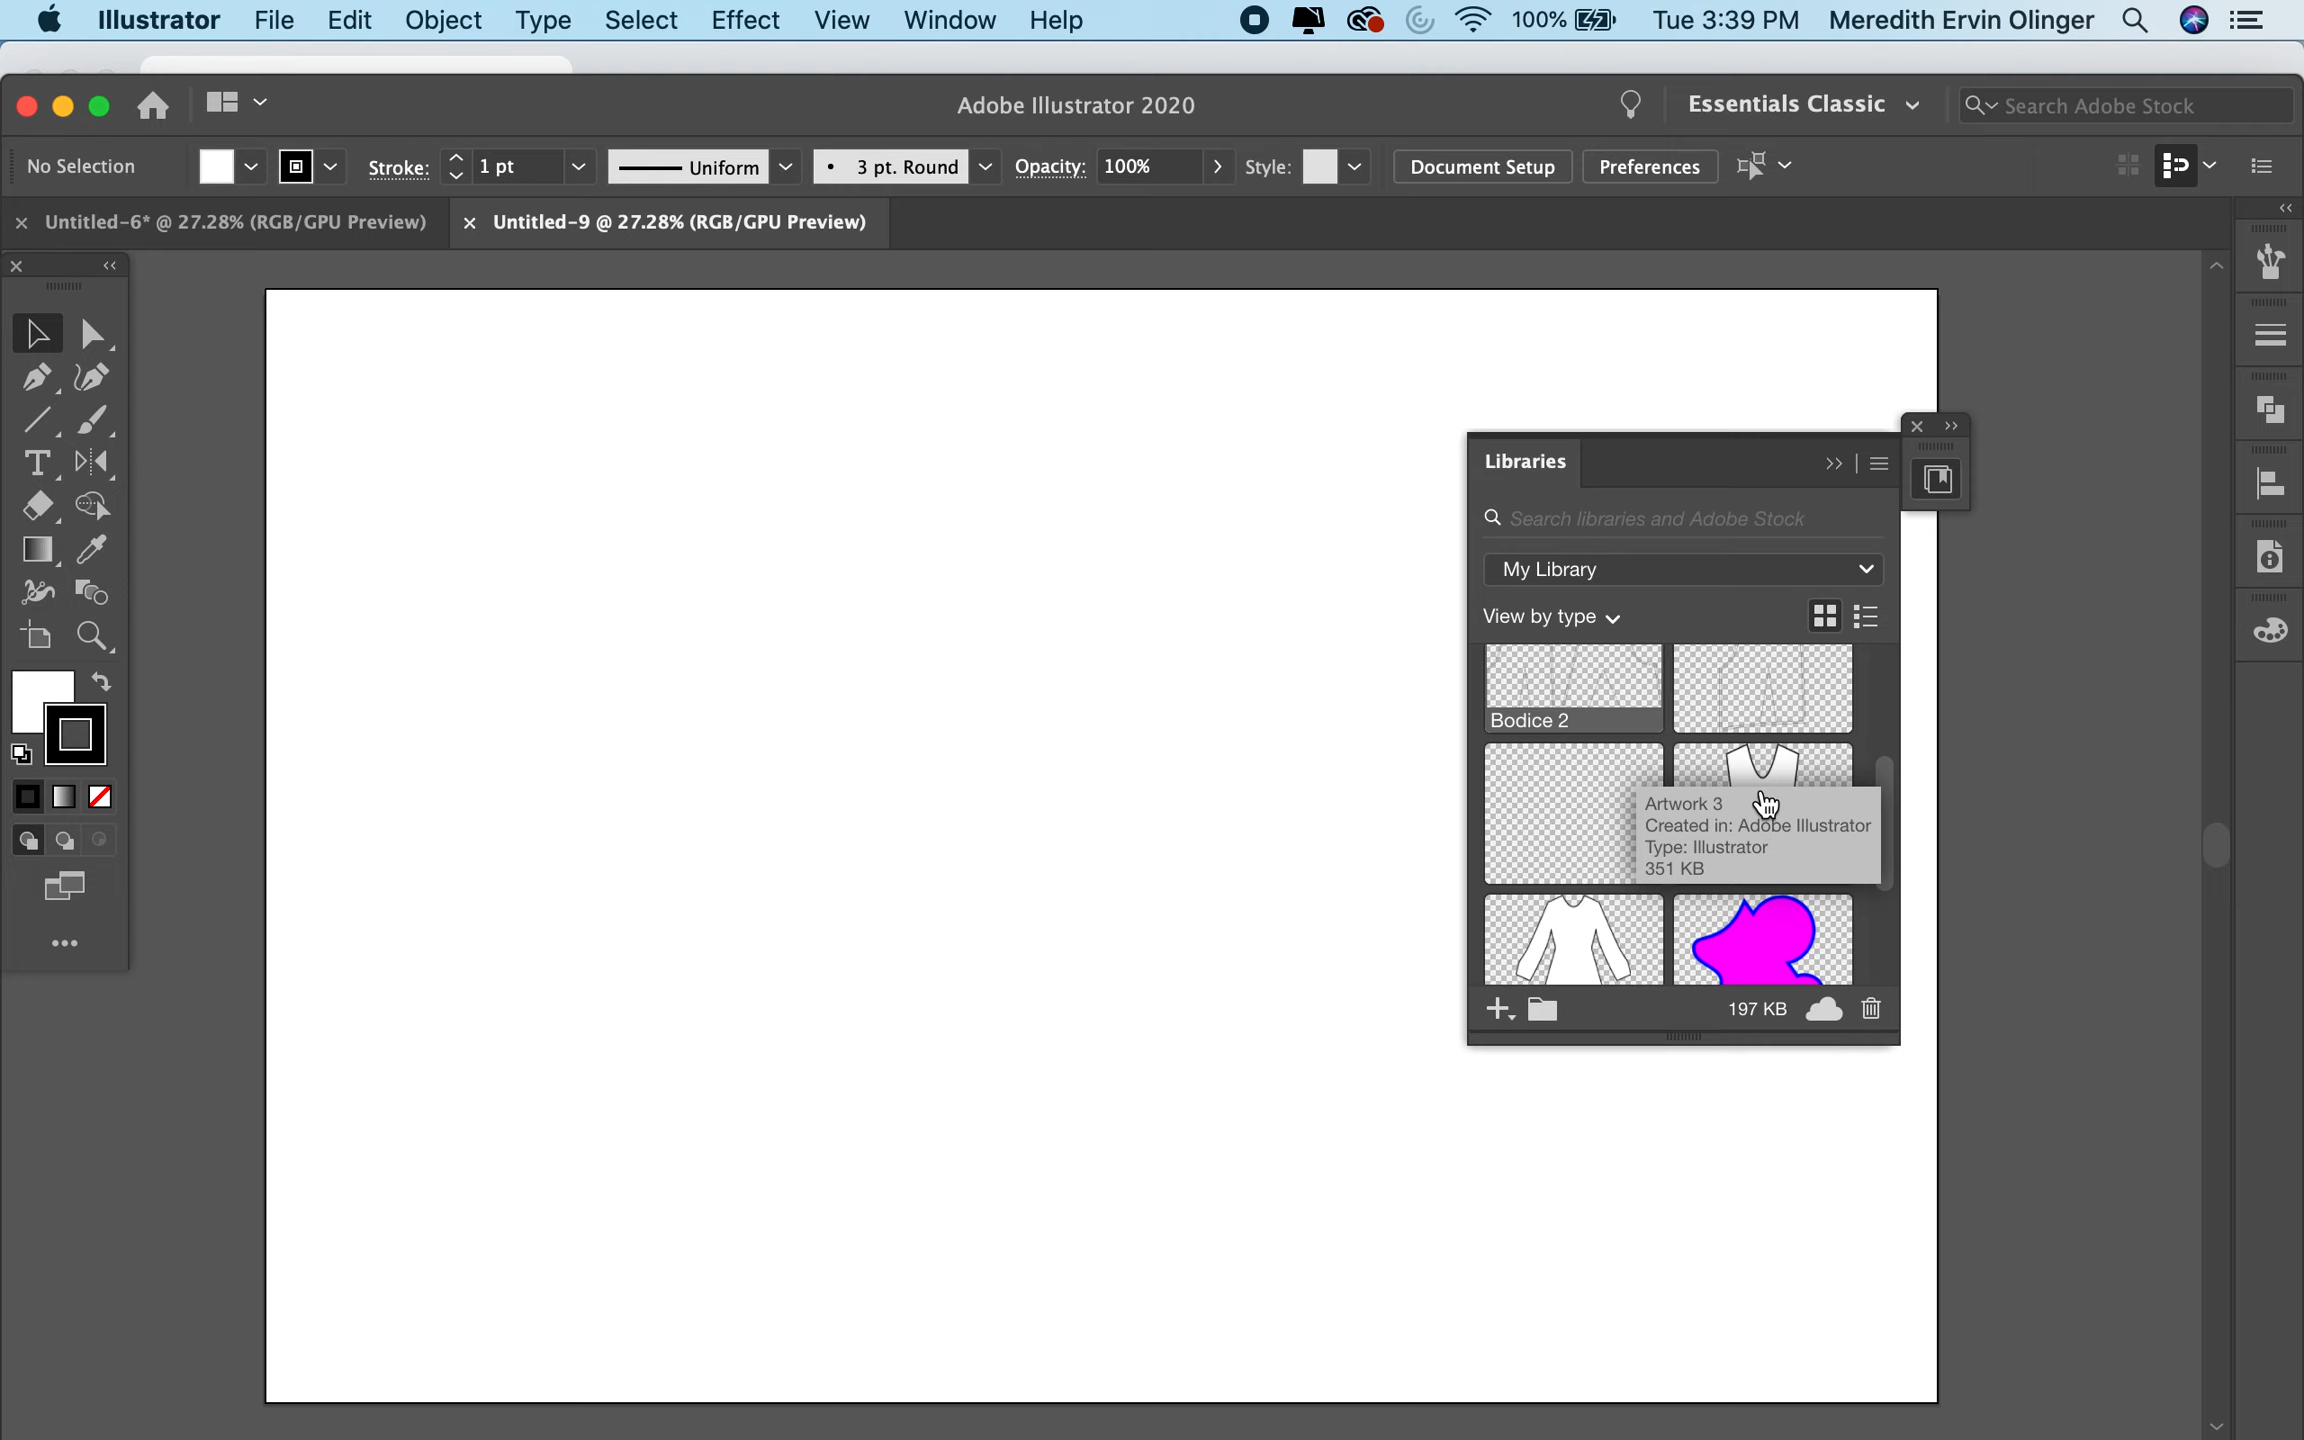 Illustrator File Edit Object Type Select Effect View Window Help 100% Tue 3:39 PM Meredith Ervin Olinger
Adobe Illustrator 2020 Essentials Classic Search Adobe Stock
No Selection Stroke: 1 pt Uniform 3 pt. Round Opacity: 100% Style: Document Setup Preferences
Untitled-6* @ 27.28% (RGB/GPU Preview) Untitled-9 @ 27.28% (RGB/GPU Preview)
Libraries
Search libraries and Adobe Stock
My Library
View by type
Bodice 2
Artwork 3
Created in: Adobe Illustrator
Type: Illustrator
351 KB
197 KB